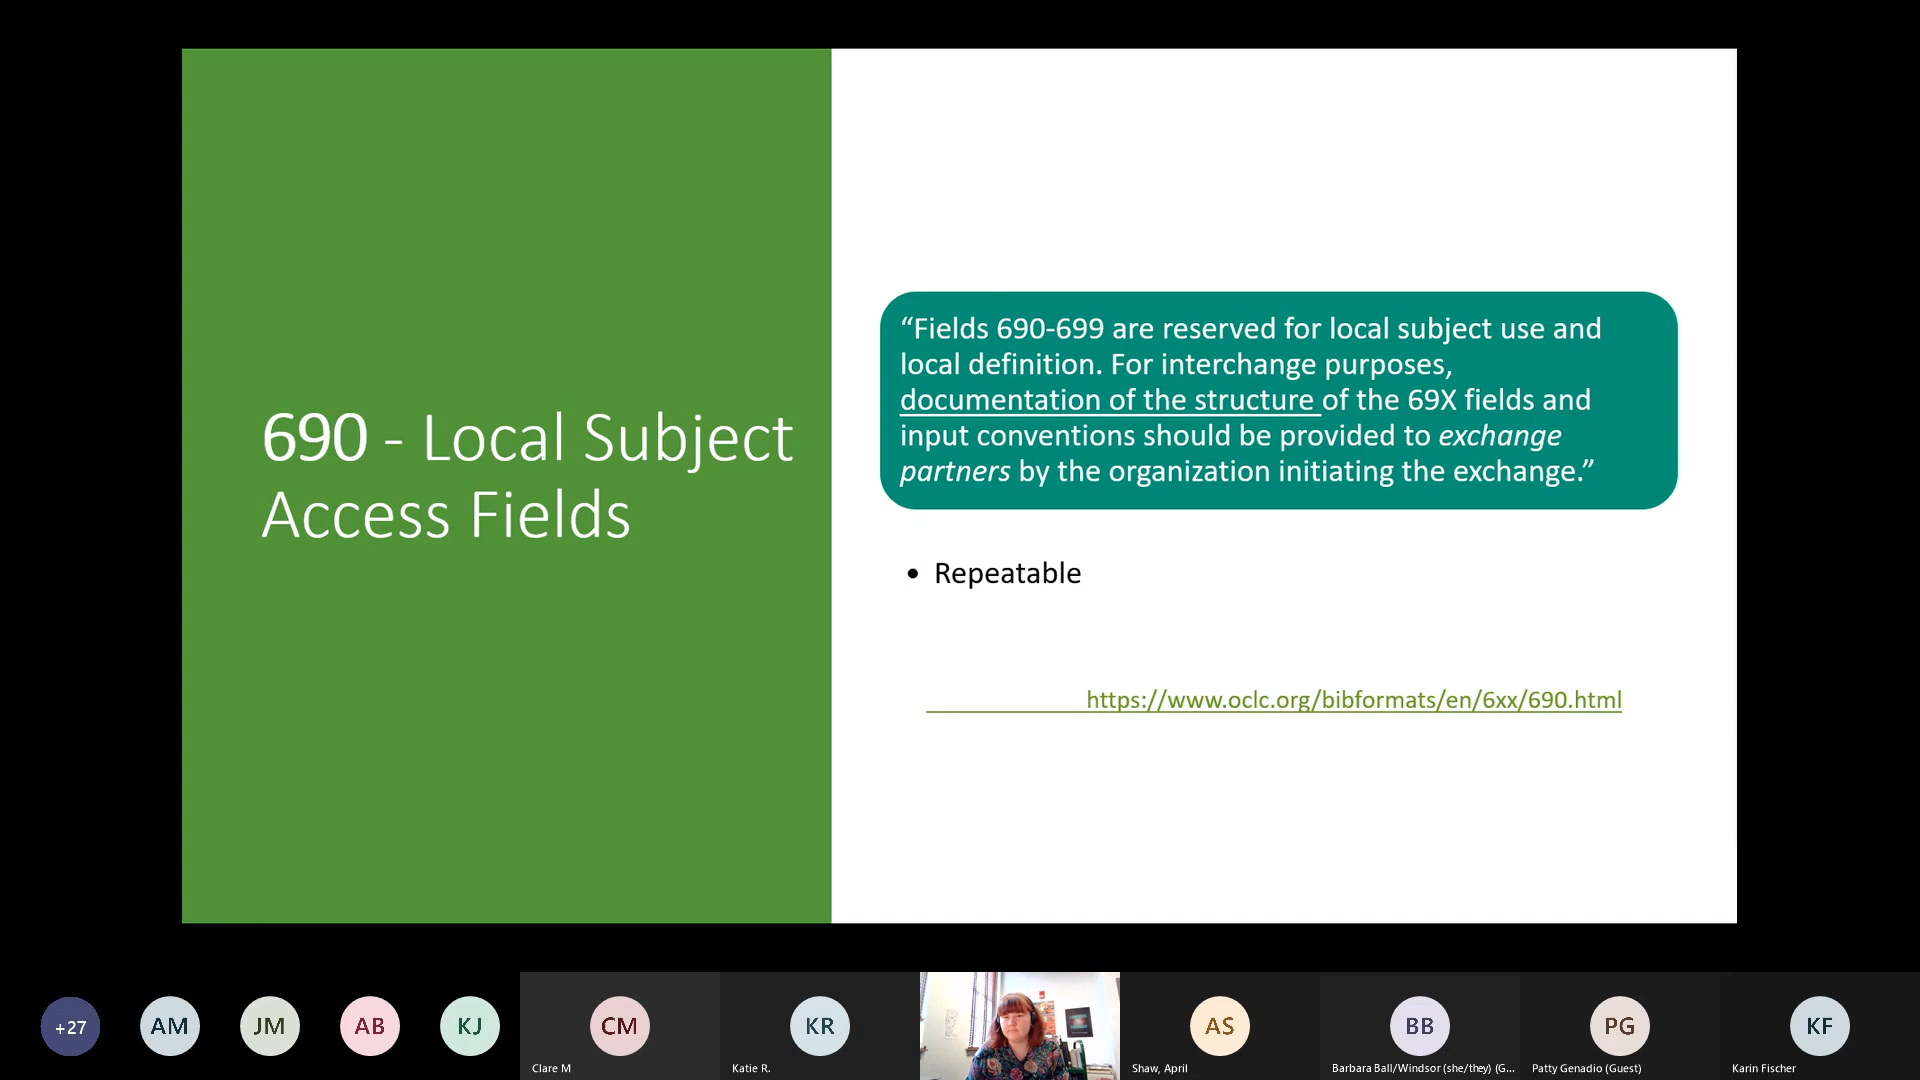 690 - Local Subject
Access Fields
“Fields 690-699 are reserved for local subject use and
local definition. For interchange purposes,
documentation of the structure of the 69X fields and
input conventions should be provided to exchange
partners by the organization initiating the exchange.”
• Repeatable
https://www.oclc.org/bibformats/en/6xx/690.html
+27
AM
JM
AB
KJ
CM
KR
AS
BB
PG
KF
Clare M
Katie R.
Shaw, April
Barbara Ball/Windsor (she/they) (G...
Patty Genadio (Guest)
Karin Fischer